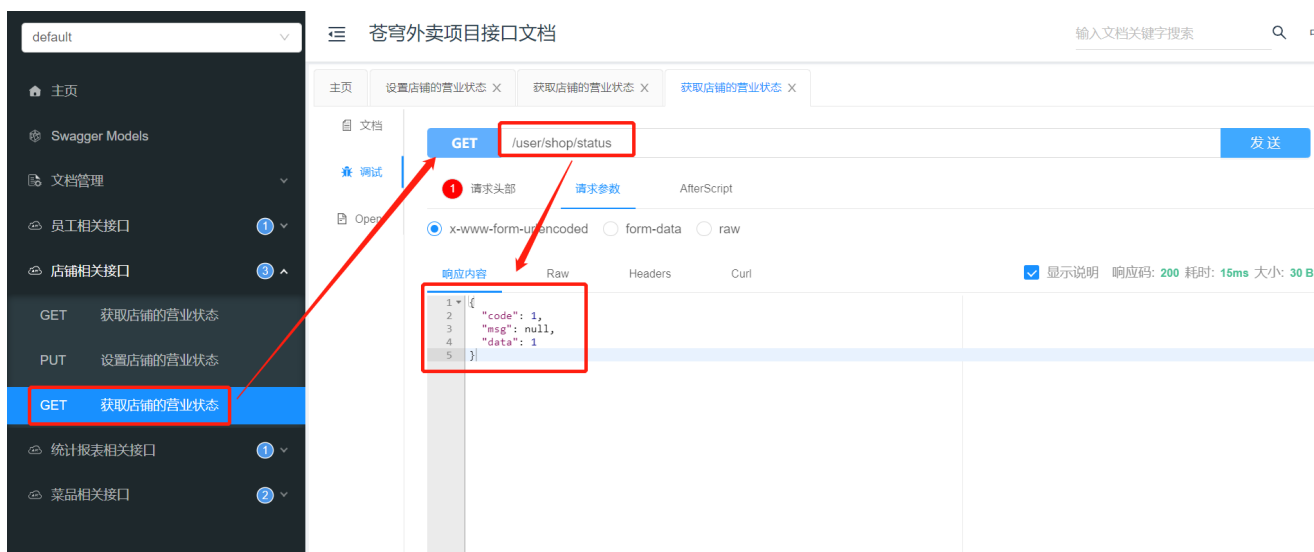 default
主页
Swagger Models
文档管理
员工相关接口 1
店铺相关接口 3
GET 获取店铺的营业状态
PUT 设置店铺的营业状态
GET 获取店铺的营业状态
统计报表相关接口 1
菜品相关接口 2
苍穹外卖项目接口文档
输入文档关键字搜索
主页 设置店铺的营业状态 获取店铺的营业状态 获取店铺的营业状态
文档
调试
Open
GET /user/shop/status 发送
1 请求头部 请求参数 AfterScript
x-www-form-urlencoded form-data raw
响应内容 Raw Headers Curl 显示说明 响应码: 200 耗时: 15ms 大小: 30 B
1 {
2 "code": 1,
3 "msg": null,
4 "data": 1
5 }